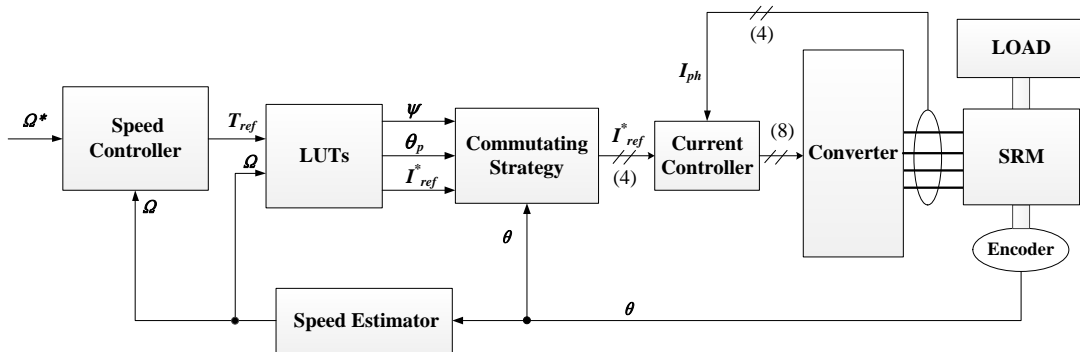 (4)
LOAD
I_ph
Ω*
Speed
Controller
T_ref
Ω
LUTs
ψ
θ_p
I*_ref
Commutating
Strategy
I*_ref
(4)
Current
Controller
(8)
Converter
SRM
Ω
θ
Encoder
Speed Estimator
θ